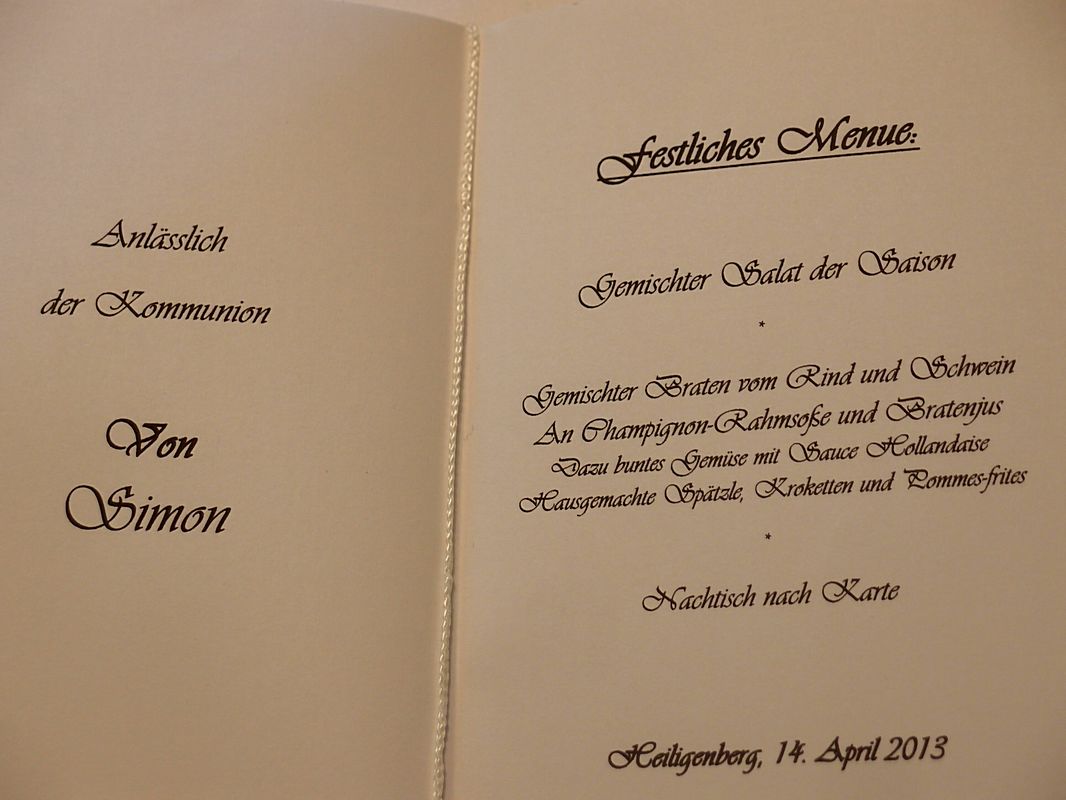 Anlässlich
der Kommunion
Von
Simon
Festliches Menue:
Gemischter Salat der Saison
*
Gemischter Braten vom Rind und Schwein
An Champignon-Rahmsoße und Bratenjus
Dazu buntes Gemüse mit Sauce Hollandaise
Hausgemachte Spätzle, Kroketten und Pommes-frites
*
Nachtisch nach Karte
Heiligenberg, 14. April 2013